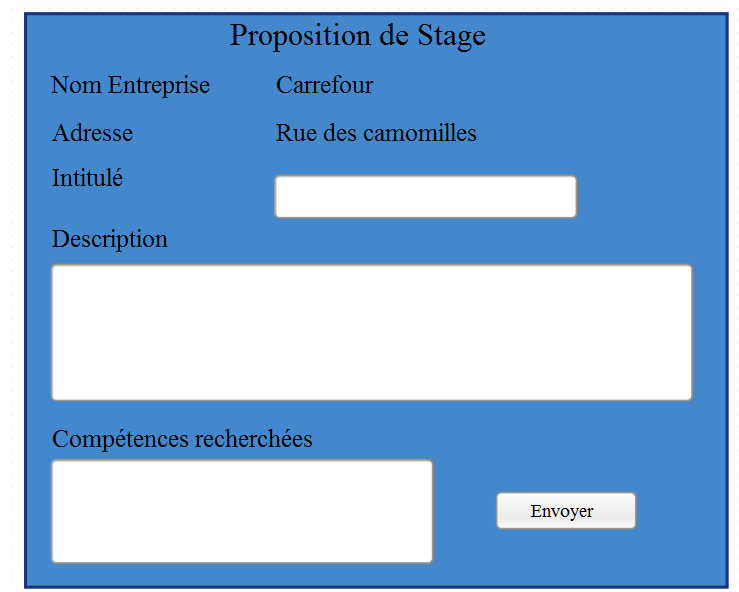 Proposition de Stage
Nom Entreprise Carrefour
Adresse Rue des camomilles
Intitulé
Description
Compétences recherchées
Envoyer